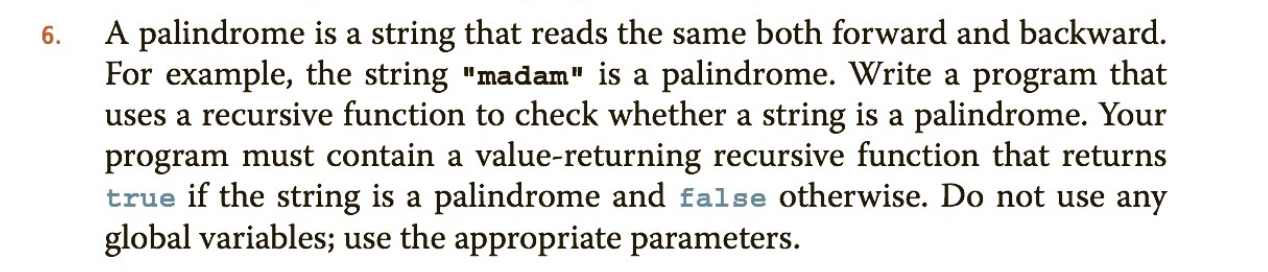 6. A palindrome is a string that reads the same both forward and backward.
For example, the string "madam" is a palindrome. Write a program that
uses a recursive function to check whether a string is a palindrome. Your
program must contain a value-returning recursive function that returns
true if the string is a palindrome and false otherwise. Do not use any
global variables; use the appropriate parameters.